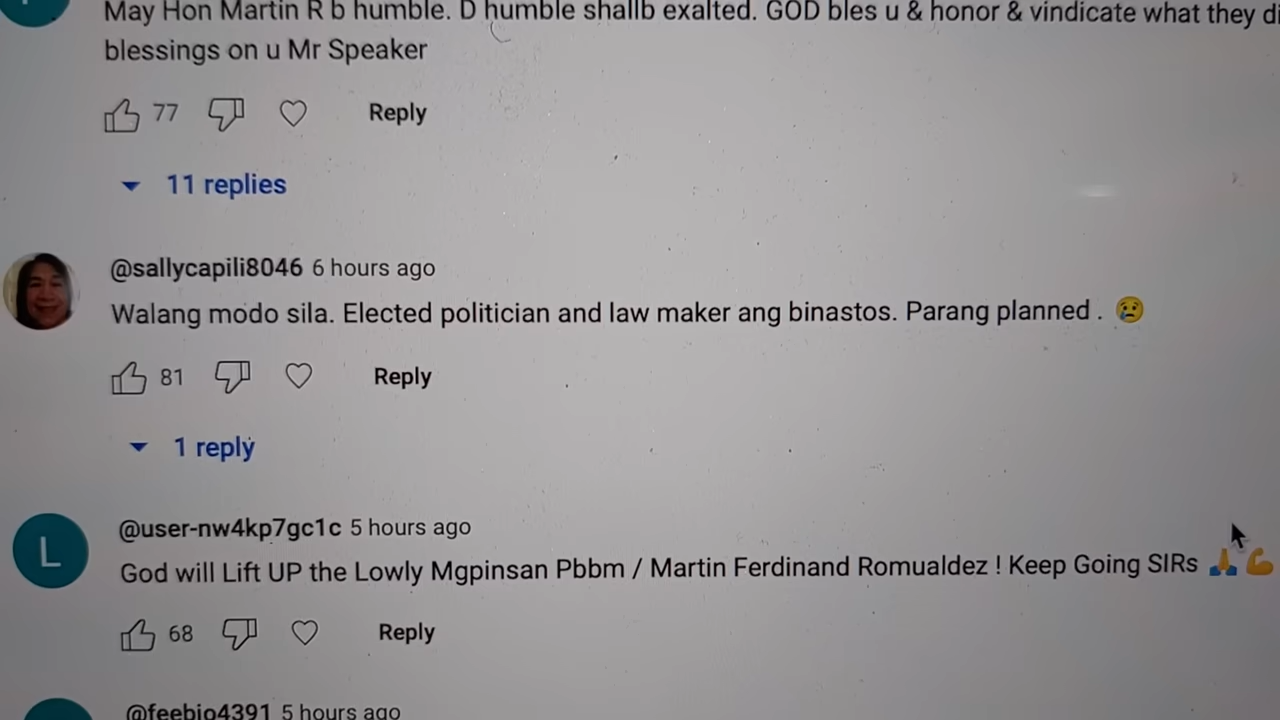 May Hon Martin R b humble. D humble shallb exalted. GOD bles u & honor & vindicate what they
blessings on u Mr Speaker
77 Reply
11 replies
@sallycapili8046 6 hours ago
Walang modo sila. Elected politician and law maker ang binastos. Parang planned . 😢
81 Reply
1 reply
L
@user-nw4kp7gc1c 5 hours ago
God will Lift UP the Lowly Mgpinsan Pbbm / Martin Ferdinand Romualdez ! Keep Going SIRs 🙏💪
68 Reply
@feebio4391 5 hours ago